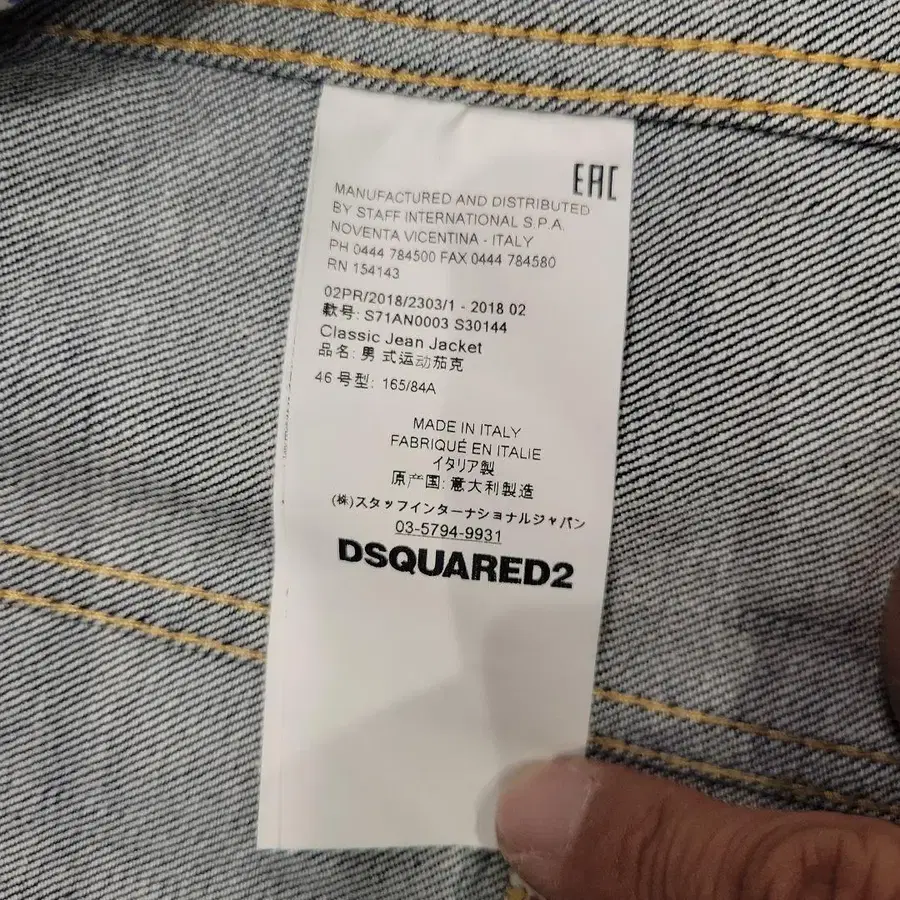 EAC
MANUFACTURED AND DISTRIBUTED
BY STAFF INTERNATIONAL S.P.A.
NOVENTA VICENTINA - ITALY
PH 0444 784500 FAX 0444 784580
RN 154143
02PR/2018/2303/1 - 2018 02
款号: S71AN0003 S30144
Classic Jean Jacket
品名: 男 式运动茄克
46 号型: 165/84A
MADE IN ITALY
FABRIQUÉ EN ITALIE
イタリア製
原产国: 意大利製造
(株)スタッフインターナショナルジャパン
03-5794-9931
DSQUARED2